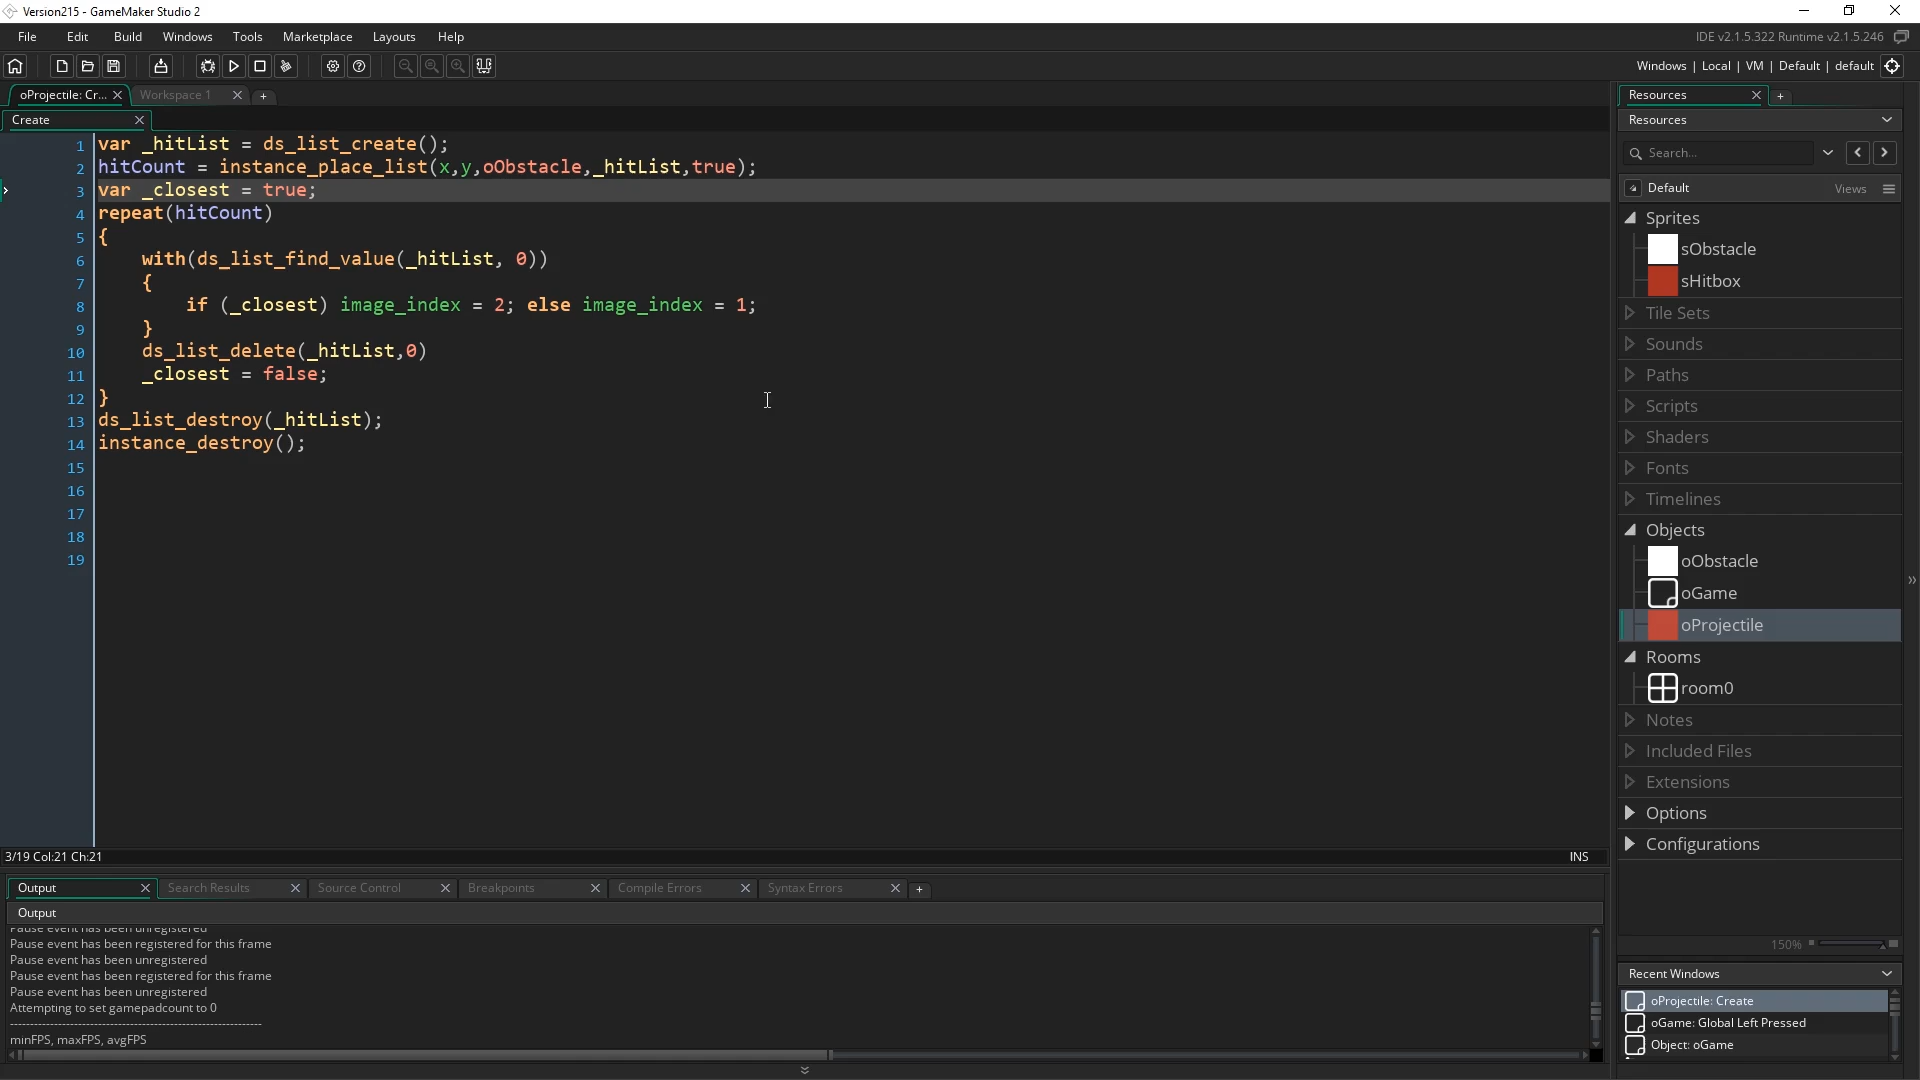 Version215 - GameMaker Studio 2
File Edit Build Windows Tools Marketplace Layouts Help
IDE v2.1.5.322 Runtime v2.1.5.246
Windows | Local | VM | Default | default
oProjectile: Cr... Workspace 1
Create
1 var _hitList = ds_list_create();
2 hitCount = instance_place_list(x,y,oObstacle,_hitList,true);
3 var _closest = true;
4 repeat(hitCount)
5 {
6 with(ds_list_find_value(_hitList, 0))
7 {
8 if (_closest) image_index = 2; else image_index = 1;
9 }
10 ds_list_delete(_hitList,0)
11 _closest = false;
12 }
13 ds_list_destroy(_hitList);
14 instance_destroy();
15
16
17
18
19
3/19 Col:21 Ch:21
INS
Output Search Results Source Control Breakpoints Compile Errors Syntax Errors
Output
Pause event has been unregistered
Pause event has been registered for this frame
Pause event has been unregistered
Pause event has been registered for this frame
Pause event has been unregistered
Attempting to set gamepadcount to 0
---------------------------------------------------------------
minFPS, maxFPS, avgFPS
Resources
Resources
Search...
Default Views
Sprites
sObstacle
sHitbox
Tile Sets
Sounds
Paths
Scripts
Shaders
Fonts
Timelines
Objects
oObstacle
oGame
oProjectile
Rooms
room0
Notes
Included Files
Extensions
Options
Configurations
150%
Recent Windows
oProjectile: Create
oGame: Global Left Pressed
Object: oGame